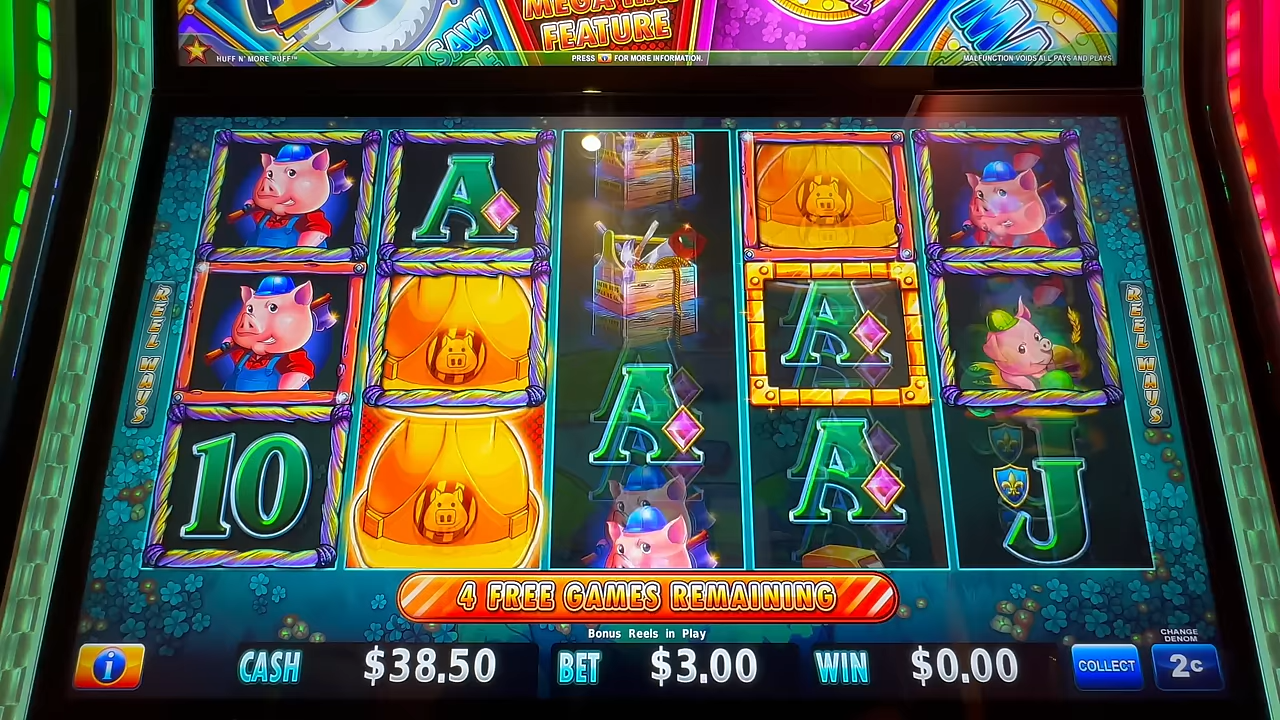 SAW
MEGA HAT
FEATURE
HUFF N' MORE PUFF™
PRESS FOR MORE INFORMATION.
MALFUNCTION VOIDS ALL PAYS AND PLAYS
REEL WAYS
A
A
A
A
10
J
REEL WAYS
4 FREE GAMES REMAINING
Bonus Reels in Play
CASH $38.50 BET $3.00 WIN $0.00
COLLECT
CHANGE
DENOM
2¢